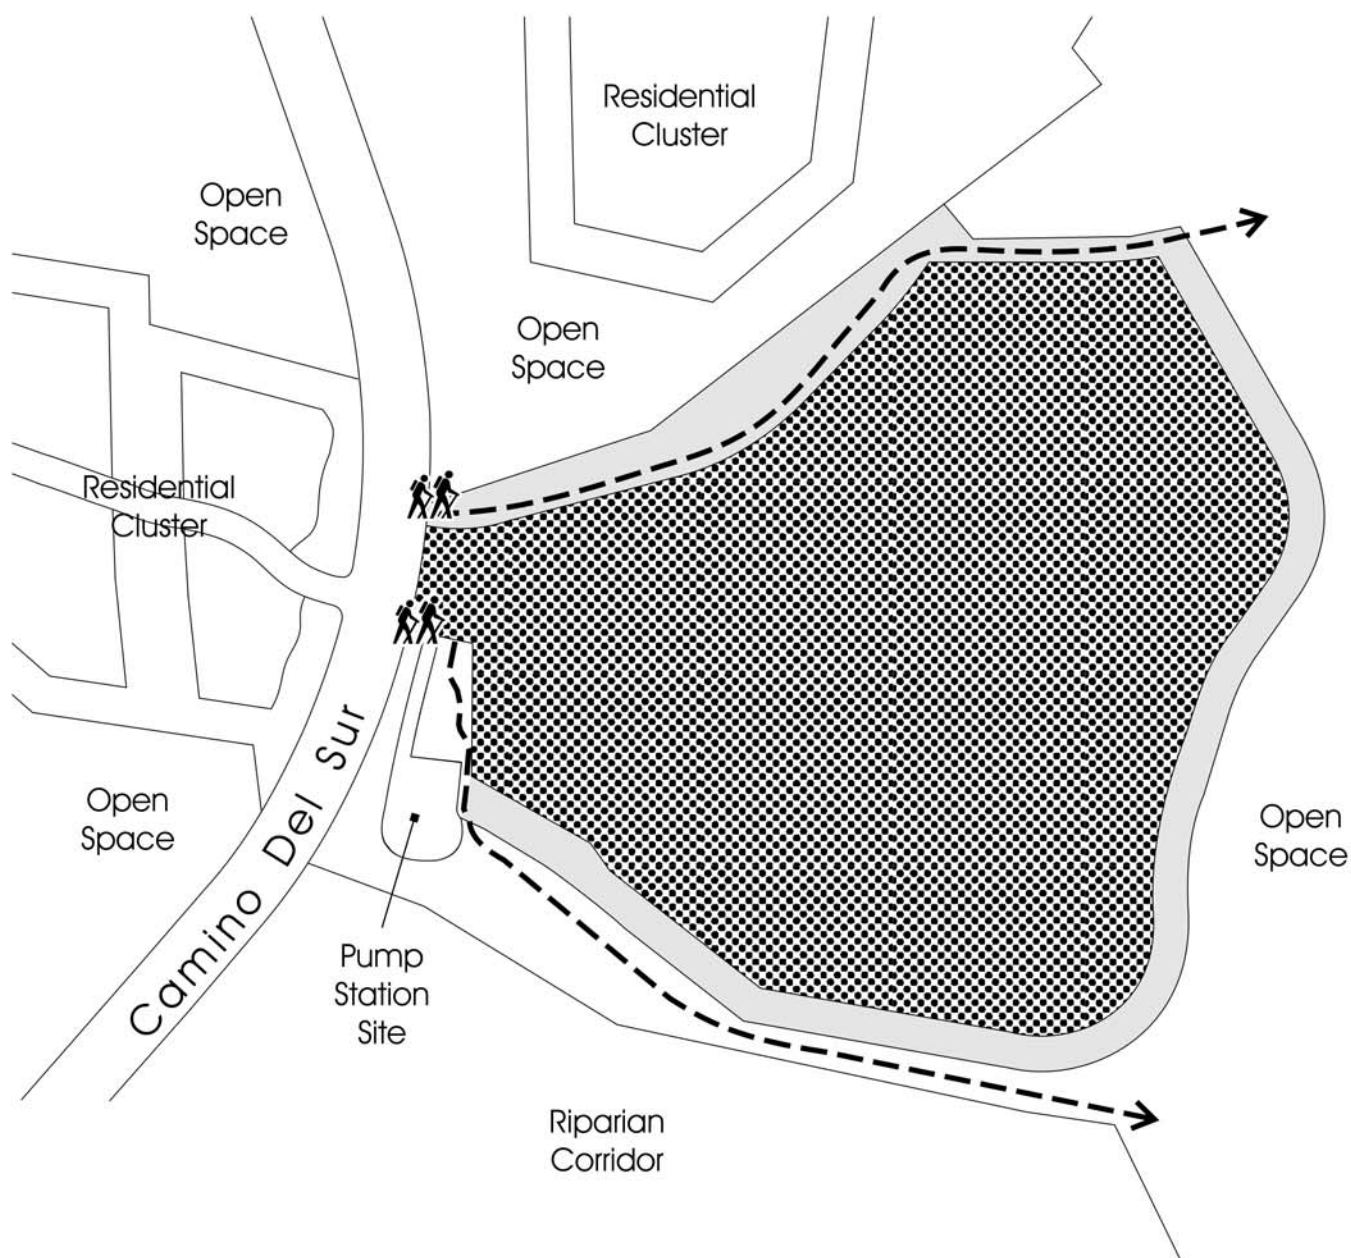 Residential
Cluster
Open
Space
Open
Space
Residential
Cluster
Camino Del Sur
Open
Space
Open
Space
Pump
Station
Site
Riparian
Corridor